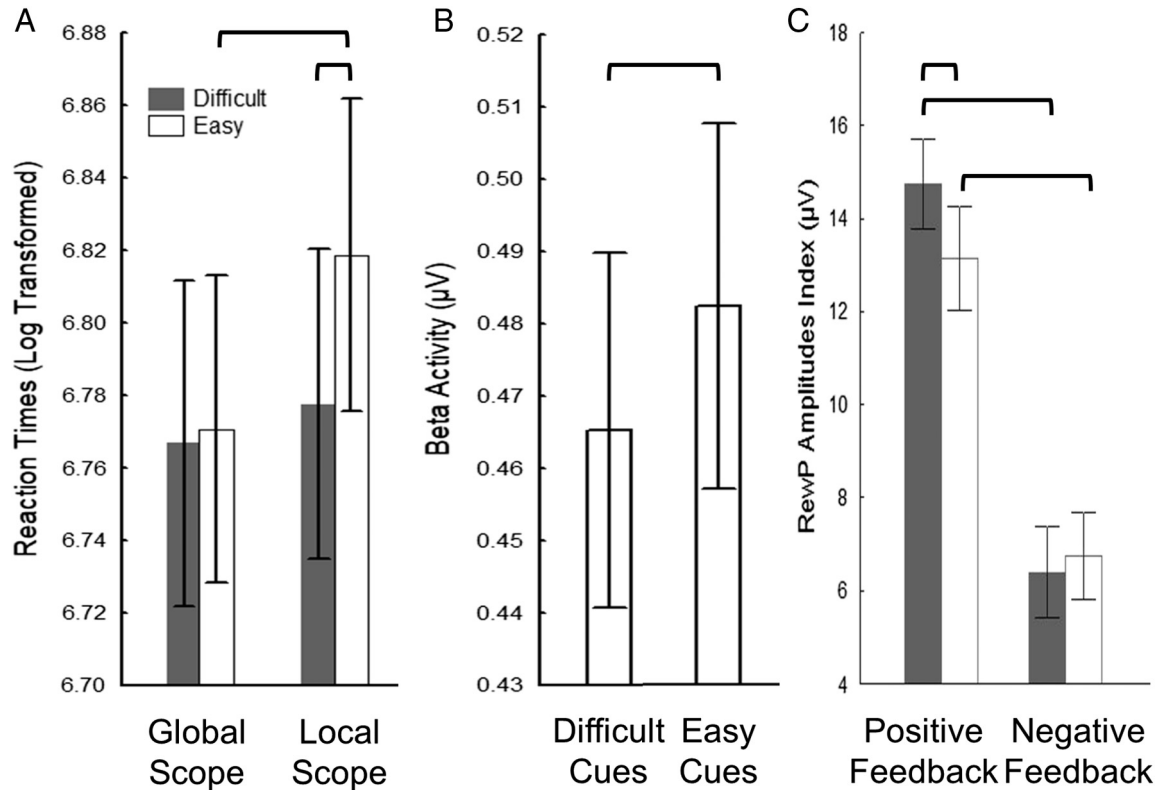 A
Reaction Times (Log Transformed)
6.88
6.86
6.84
6.82
6.80
6.78
6.76
6.74
6.72
6.70
Difficult
Easy
Global
Scope
Local
Scope
B
Beta Activity (µV)
0.52
0.51
0.50
0.49
0.48
0.47
0.46
0.45
0.44
0.43
Difficult
Cues
Easy
Cues
C
RewP Amplitudes Index (µV)
18
16
14
12
10
8
6
4
Positive
Feedback
Negative
Feedback